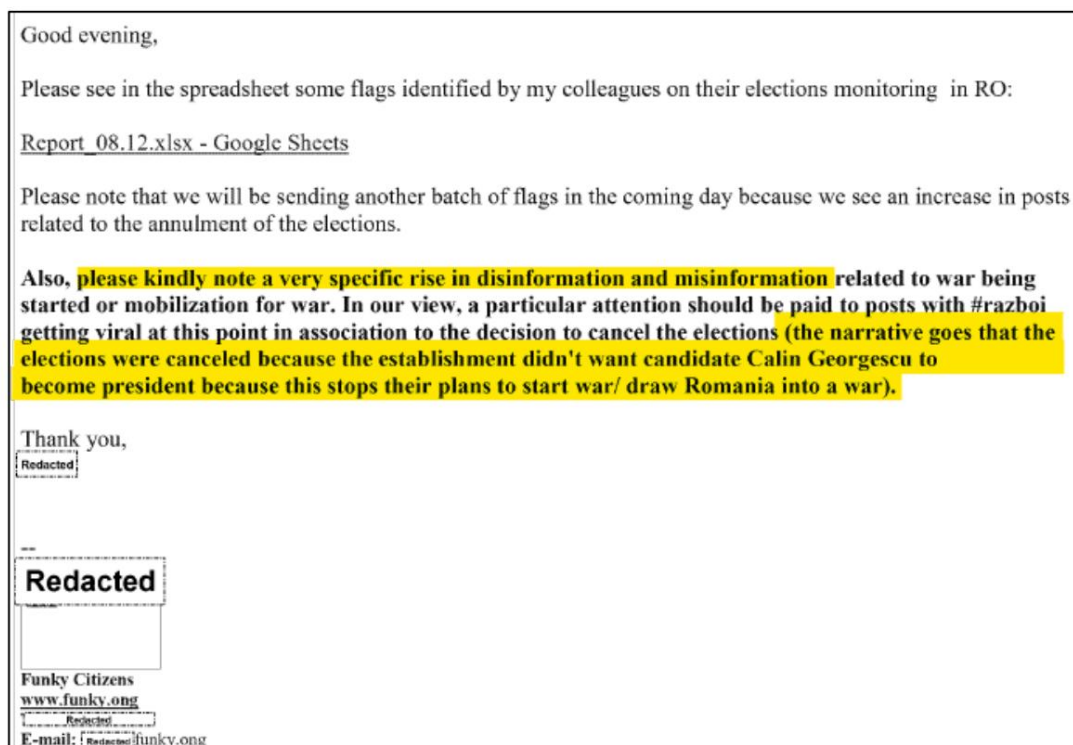 Good evening,
Please see in the spreadsheet some flags identified by my colleagues on their elections monitoring in RO:
Report_08.12.xlsx - Google Sheets
Please note that we will be sending another batch of flags in the coming day because we see an increase in posts
related to the annulment of the elections.
Also, please kindly note a very specific rise in disinformation and misinformation related to war being
started or mobilization for war. In our view, a particular attention should be paid to posts with #razboi
getting viral at this point in association to the decision to cancel the elections (the narrative goes that the
elections were canceled because the establishment didn't want candidate Calin Georgescu to
become president because this stops their plans to start war/ draw Romania into a war).
Thank you,
Redacted
--
Redacted
Funky Citizens
www.funky.ong
Redacted
E-mail: Redacted funky.ong